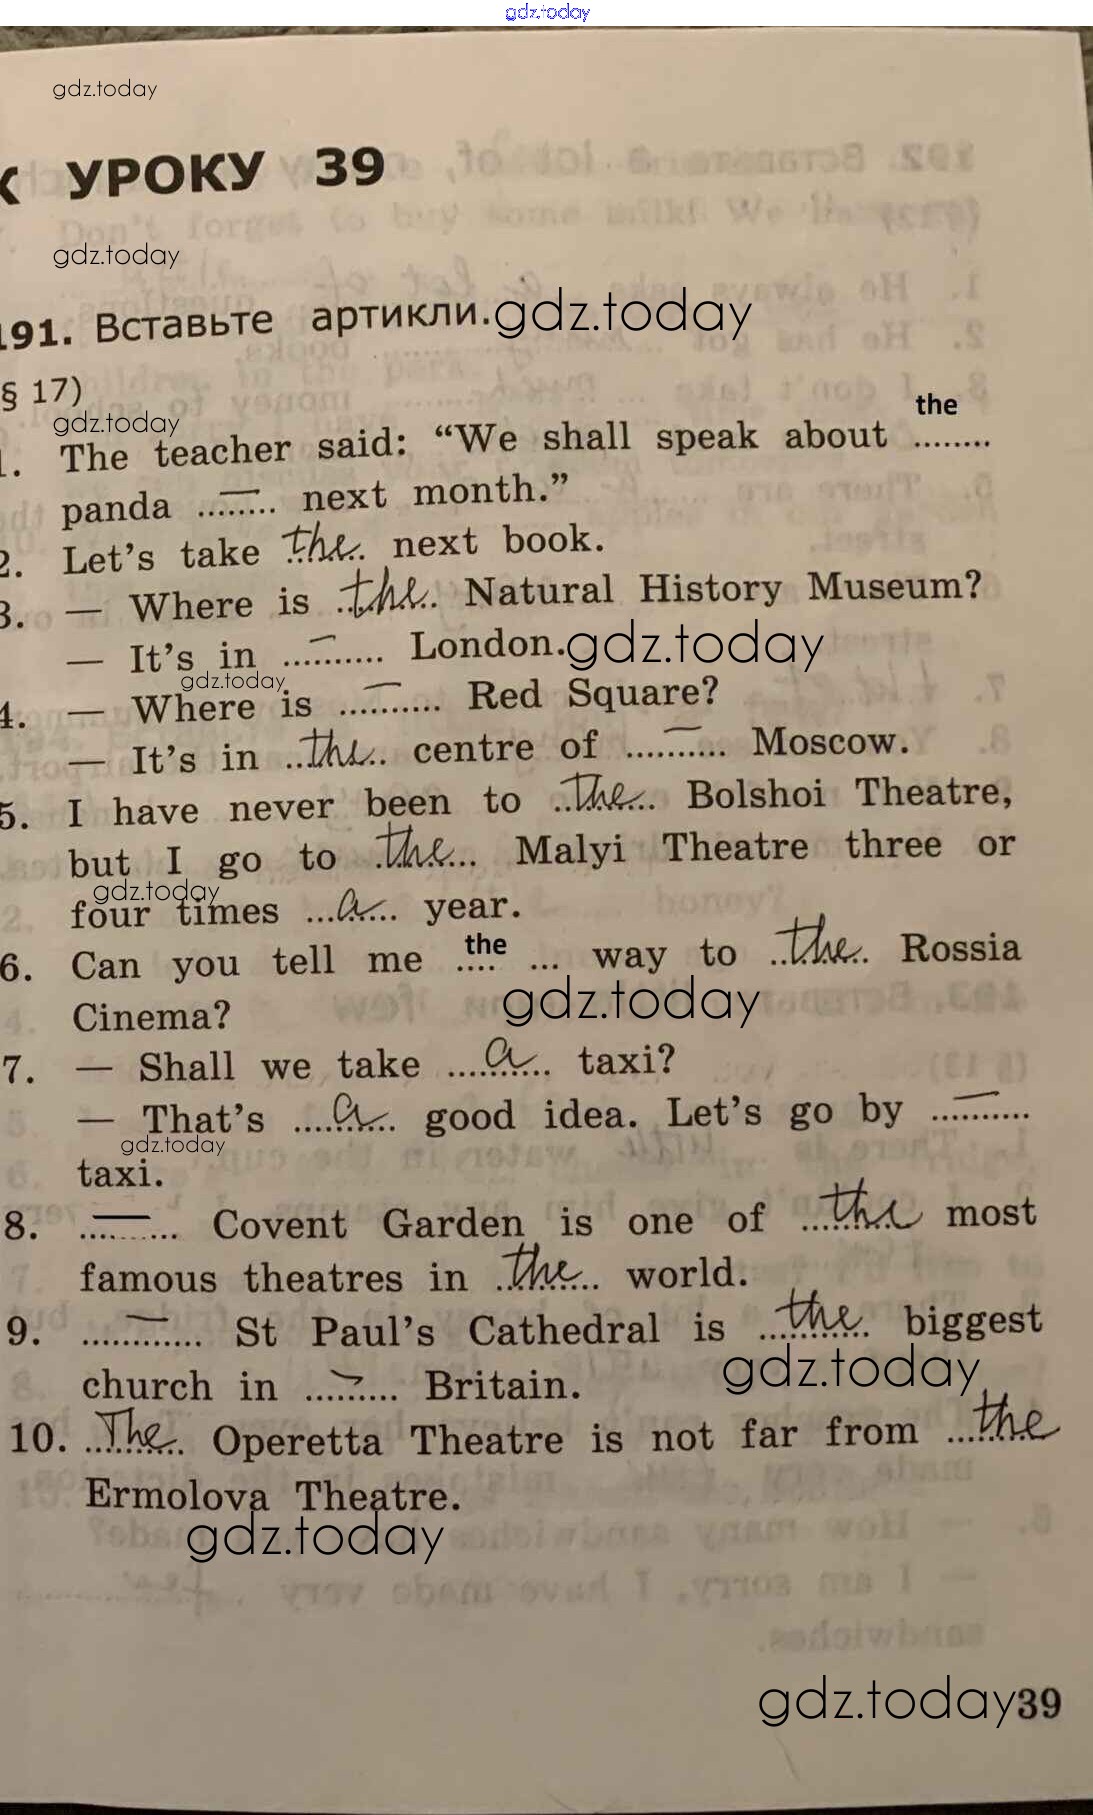 gdz.today
gdz.today
К УРОКУ 39
gdz.today
191. Вставьте артикли. gdz.today
(§ 17)
gdz.today
1. The teacher said: “We shall speak about ..the......
panda ...—..... next month.”
2. Let’s take ..the.. next book.
3. — Where is ..the.. Natural History Museum?
— It’s in ....—...... London. gdz.today
gdz.today
4. — Where is ....—...... Red Square?
— It’s in ..the.. centre of ....—...... Moscow.
5. I have never been to ..the.. Bolshoi Theatre,
but I go to ..the... Malyi Theatre three or
gdz.today
four times ...a.... year.
6. Can you tell me the .... ... way to ..the.. Rossia
Cinema? gdz.today
7. — Shall we take ....a.... taxi?
— That’s ....a.... good idea. Let’s go by ....—......
gdz.today
taxi.
8. ....—...... Covent Garden is one of ...the most
famous theatres in ..the... world.
9. .....—....... St Paul’s Cathedral is ..the.. biggest
gdz.today
church in ....—..... Britain.
10. ..The.. Operetta Theatre is not far from ...the
Ermolova Theatre.
gdz.today
gdz.today 39